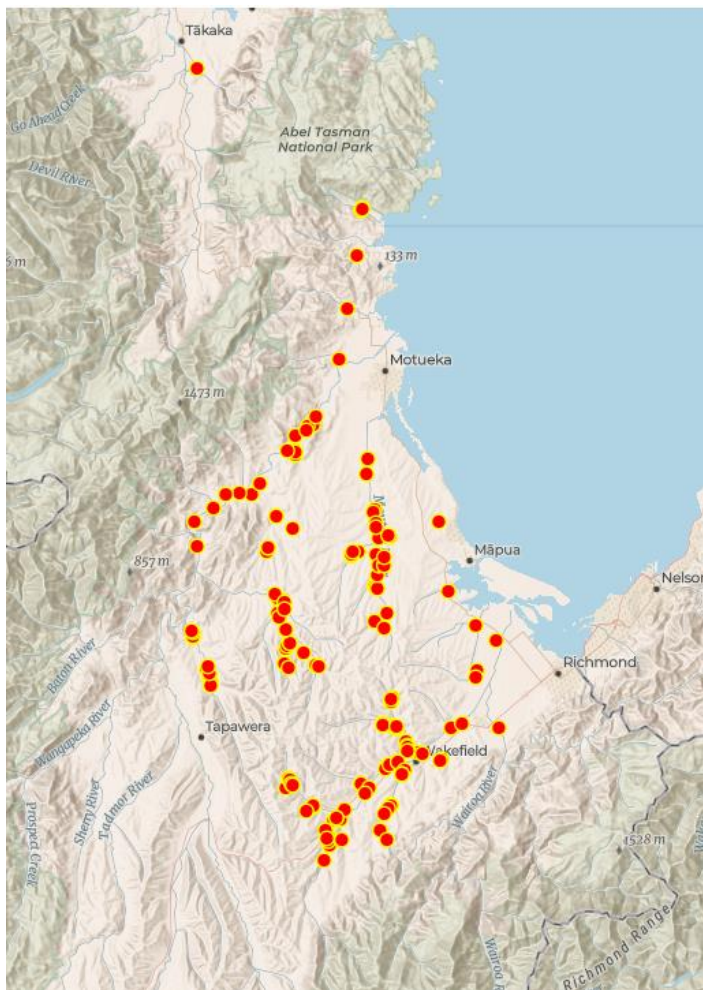 Tākaka
Go Ahead Creek
Abel Tasman
National Park
Devil River
133 m
Motueka
1473 m
Māpua
857 m
Nelson
Richmond
Baton River
Tapawera
Wangapeka River
Wakefield
Wairoa River
Sherry River
Tadmor River
Prospect Creek
1528 m
Richmond Range
Wairoa